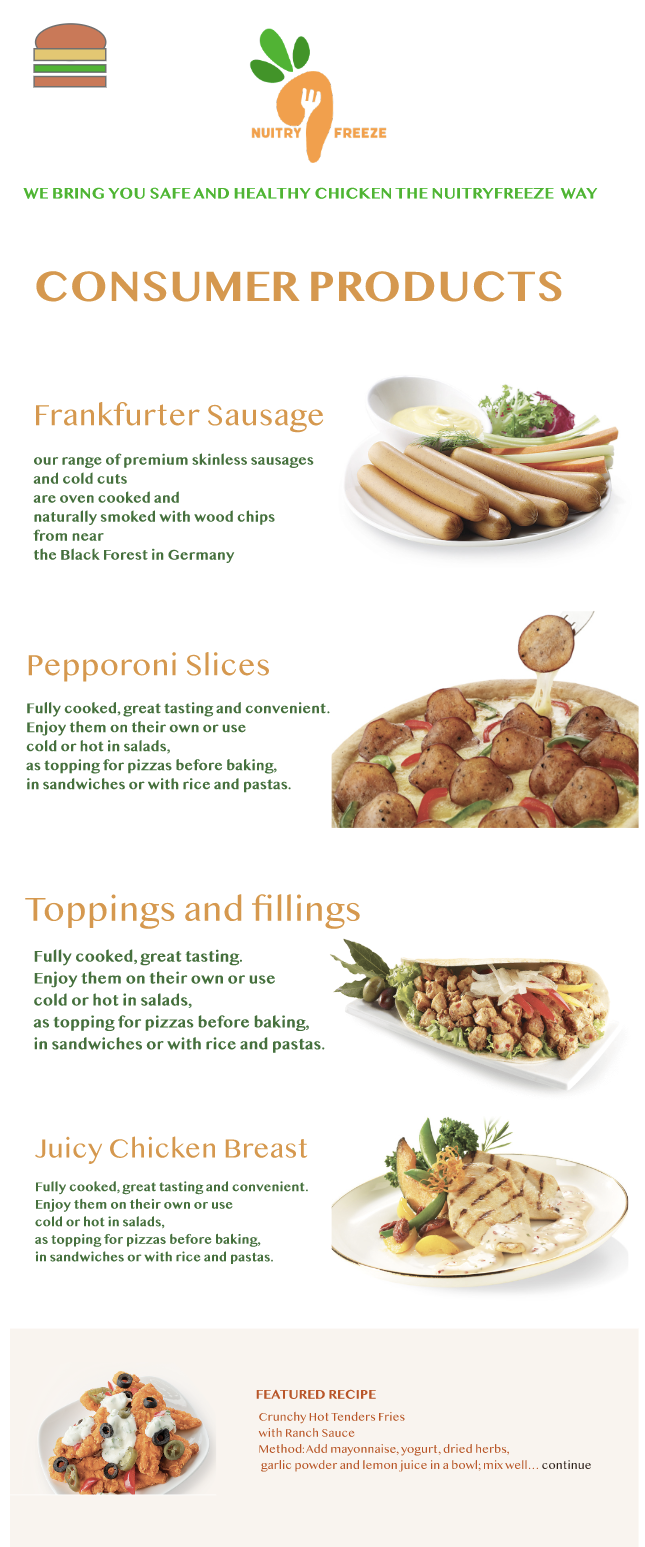 NUITRY FREEZE
WE BRING YOU SAFE AND HEALTHY CHICKEN THE NUITRYFREEZE WAY
CONSUMER PRODUCTS
Frankfurter Sausage
our range of premium skinless sausages
and cold cuts
are oven cooked and
naturally smoked with wood chips
from near
the Black Forest in Germany
Pepporoni Slices
Fully cooked, great tasting and convenient.
Enjoy them on their own or use
cold or hot in salads,
as topping for pizzas before baking,
in sandwiches or with rice and pastas.
Toppings and fillings
Fully cooked, great tasting.
Enjoy them on their own or use
cold or hot in salads,
as topping for pizzas before baking,
in sandwiches or with rice and pastas.
Juicy Chicken Breast
Fully cooked, great tasting and convenient.
Enjoy them on their own or use
cold or hot in salads,
as topping for pizzas before baking,
in sandwiches or with rice and pastas.
FEATURED RECIPE
Crunchy Hot Tenders Fries
with Ranch Sauce
Method: Add mayonnaise, yogurt, dried herbs,
garlic powder and lemon juice in a bowl; mix well... continue